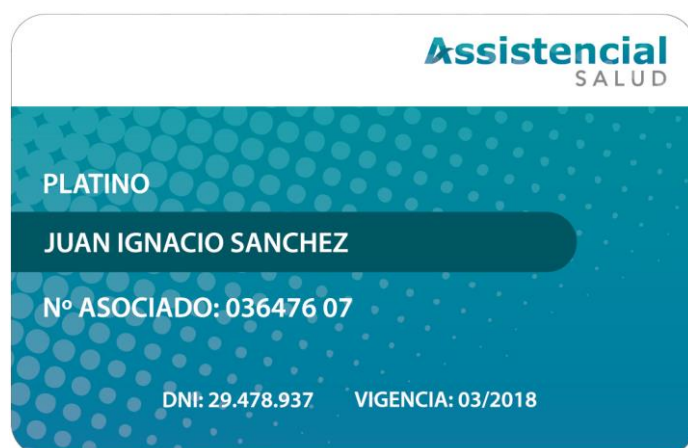 Assistencial
SALUD
PLATINO
JUAN IGNACIO SANCHEZ
Nº ASOCIADO: 036476 07
DNI: 29.478.937 VIGENCIA: 03/2018